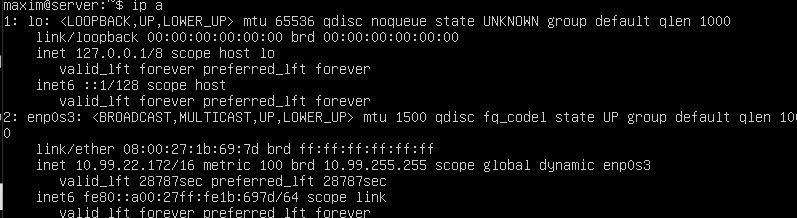 maxim@server:~$ ip a
1: lo: <LOOPBACK,UP,LOWER_UP> mtu 65536 qdisc noqueue state UNKNOWN group default qlen 1000
    link/loopback 00:00:00:00:00:00 brd 00:00:00:00:00:00
    inet 127.0.0.1/8 scope host lo
       valid_lft forever preferred_lft forever
    inet6 ::1/128 scope host
       valid_lft forever preferred_lft forever
2: enp0s3: <BROADCAST,MULTICAST,UP,LOWER_UP> mtu 1500 qdisc fq_codel state UP group default qlen 100
0
    link/ether 08:00:27:1b:69:7d brd ff:ff:ff:ff:ff:ff
    inet 10.99.22.172/16 metric 100 brd 10.99.255.255 scope global dynamic enp0s3
       valid_lft 28787sec preferred_lft 28787sec
    inet6 fe80::a00:27ff:fe1b:697d/64 scope link
       valid_lft forever preferred_lft forever